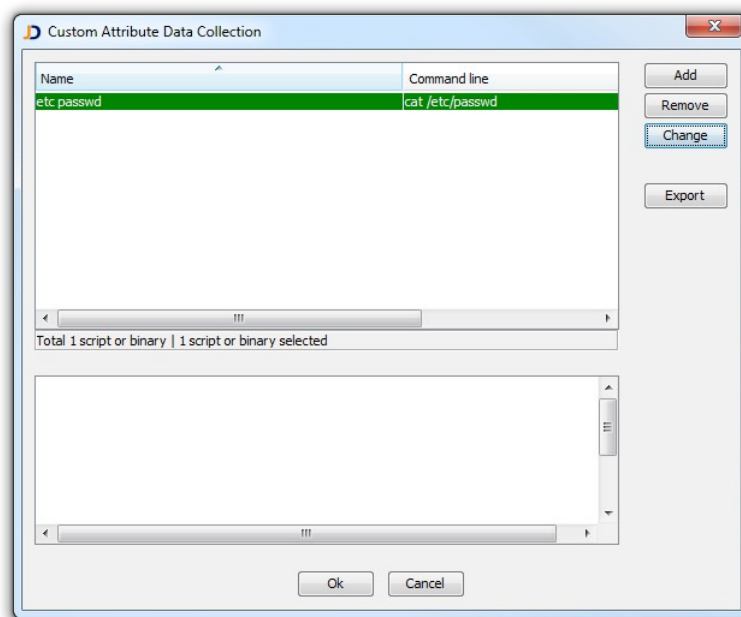 Custom Attribute Data Collection
Name Command line
etc passwd cat /etc/passwd
Total 1 script or binary | 1 script or binary selected
Add
Remove
Change
Export
Ok Cancel